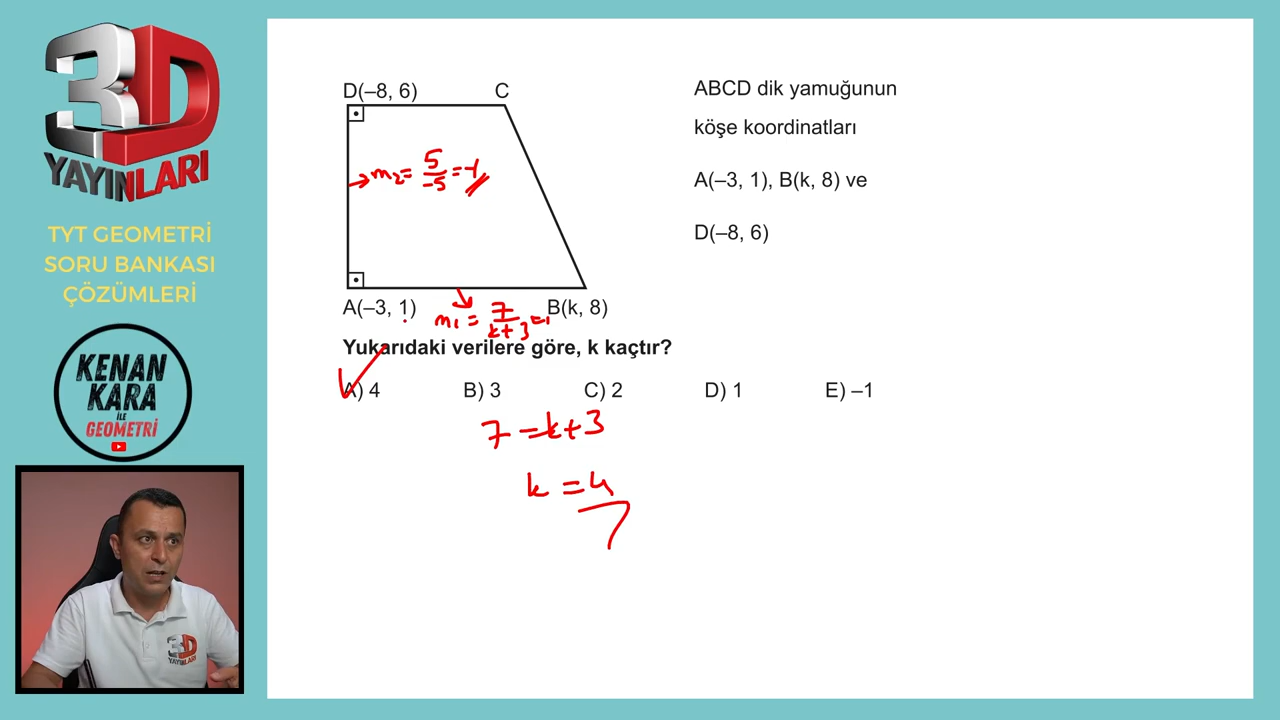 3D
YAYINLARI
TYT GEOMETRİ
SORU BANKASI
ÇÖZÜMLERİ
KENAN
KARA
İLE
GEOMETRİ
3D
YAYINLARI
D(–8, 6)
C
m₂ = 5/-5 = -1
A(–3, 1)
m₁ = 7/k+3 = 1
B(k, 8)
ABCD dik yamuğunun
köşe koordinatları
A(–3, 1), B(k, 8) ve
D(–8, 6)
Yukarıdaki verilere göre, k kaçtır?
A) 4 B) 3 C) 2 D) 1 E) –1
7 = k+3
k = 4